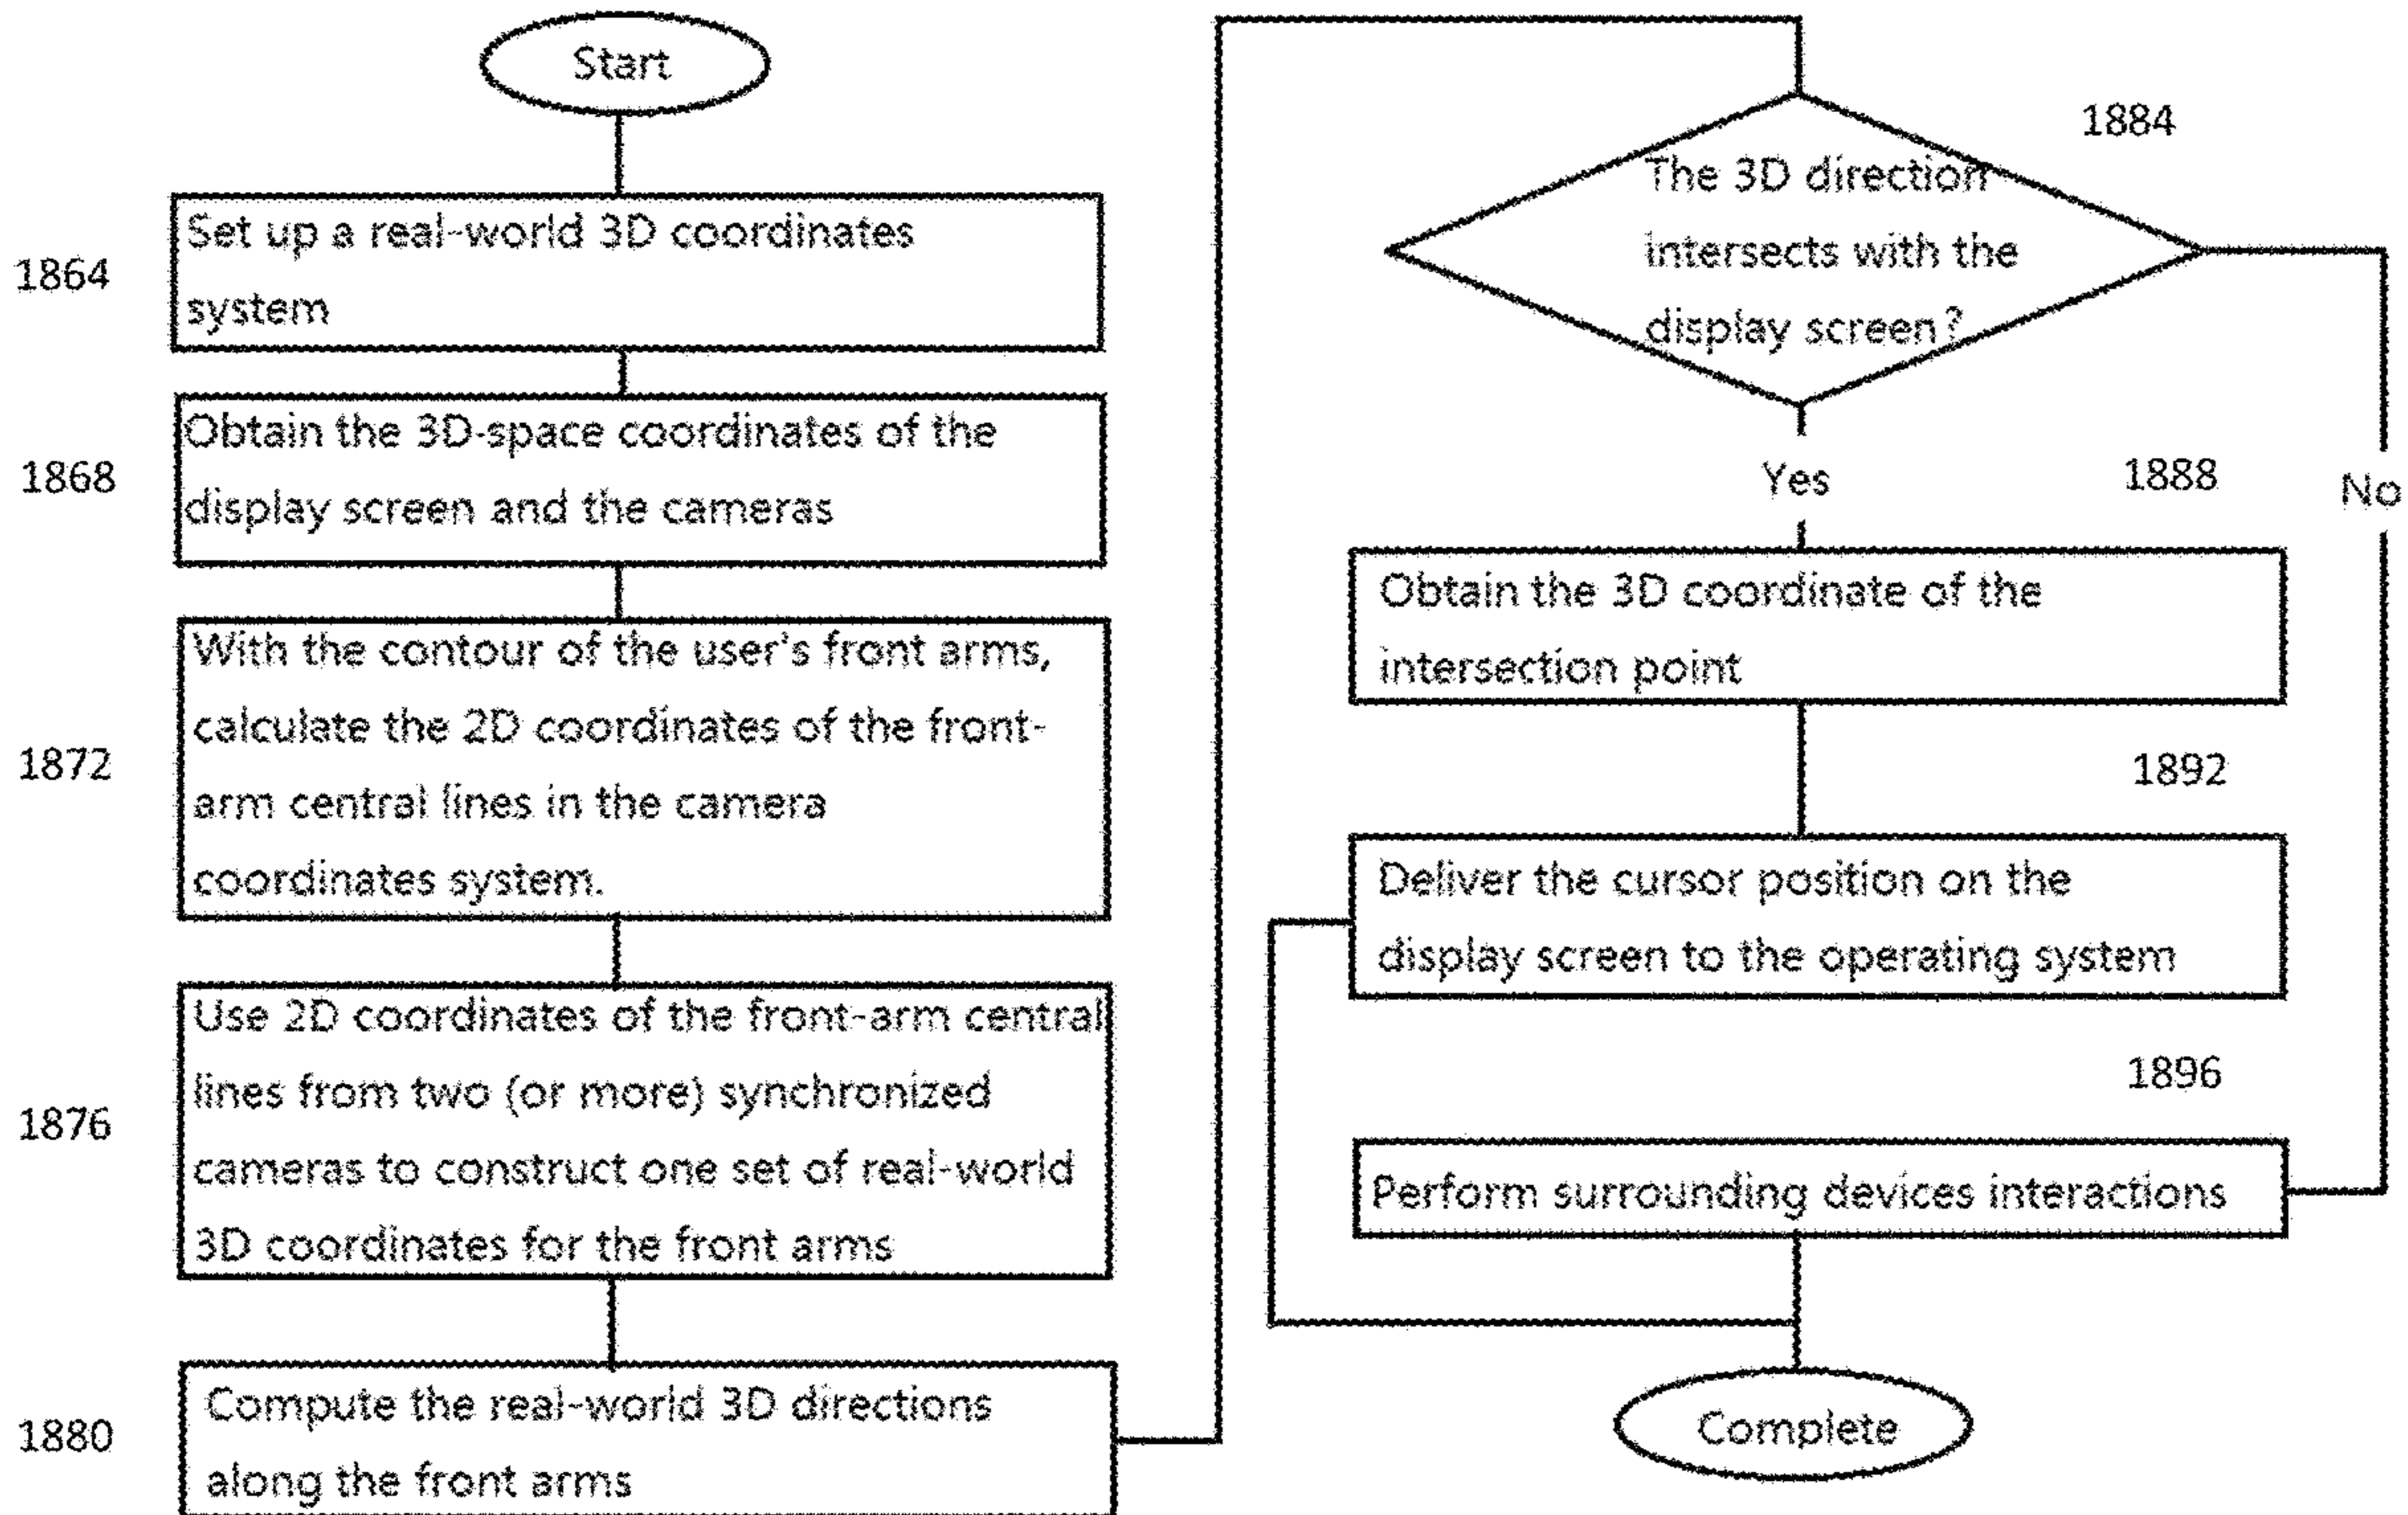 Start
1864
Set up a real-world 3D coordinates
system
1868
Obtain the 3D-space coordinates of the
display screen and the cameras
1872
With the contour of the user's front arms,
calculate the 2D coordinates of the front-
arm central lines in the camera
coordinates system.
1876
Use 2D coordinates of the front-arm central
lines from two (or more) synchronized
cameras to construct one set of real-world
3D coordinates for the front arms
1880
Compute the real-world 3D directions
along the front arms
1884
The 3D direction
intersects with the
display screen?
Yes
1888
No
Obtain the 3D coordinate of the
intersection point
1892
Deliver the cursor position on the
display screen to the operating system
1896
Perform surrounding devices interactions
Complete